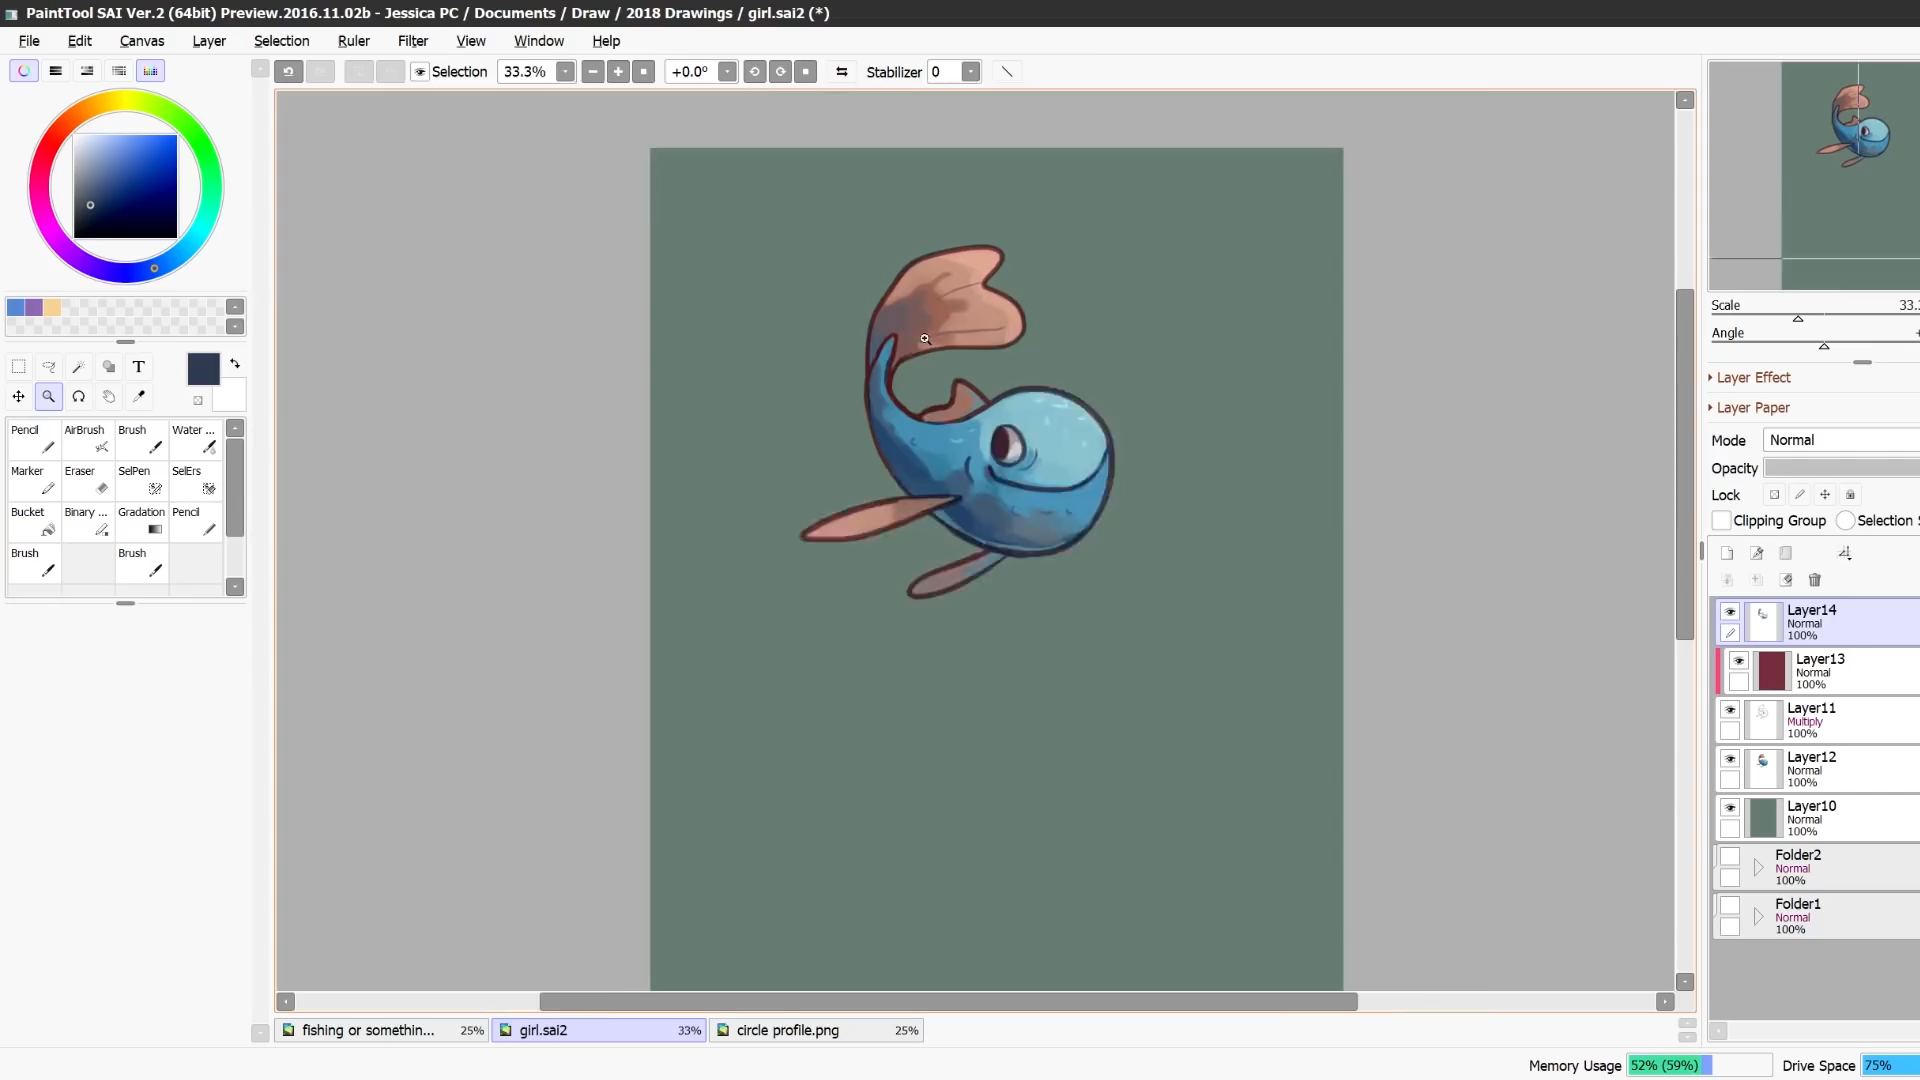 PaintTool SAI Ver.2 (64bit) Preview.2016.11.02b - Jessica PC / Documents / Draw / 2018 Drawings / girl.sai2 (*)
File Edit Canvas Layer Selection Ruler Filter View Window Help
Selection 33.3% +0.0º Stabilizer 0
Scale 33.
Angle +
Layer Effect
Layer Paper
Mode Normal
Opacity
Lock
Clipping Group Selection S
T
Pencil AirBrush Brush Water ...
Marker Eraser SelPen SelErs
Bucket Binary ... Gradation Pencil
Brush Brush
Layer14
Normal
100%
Layer13
Normal
100%
Layer11
Multiply
100%
Layer12
Normal
100%
Layer10
Normal
100%
Folder2
Normal
100%
Folder1
Normal
100%
fishing or somethin... 25% girl.sai2 33% circle profile.png 25%
Memory Usage 52% (59%) Drive Space 75%